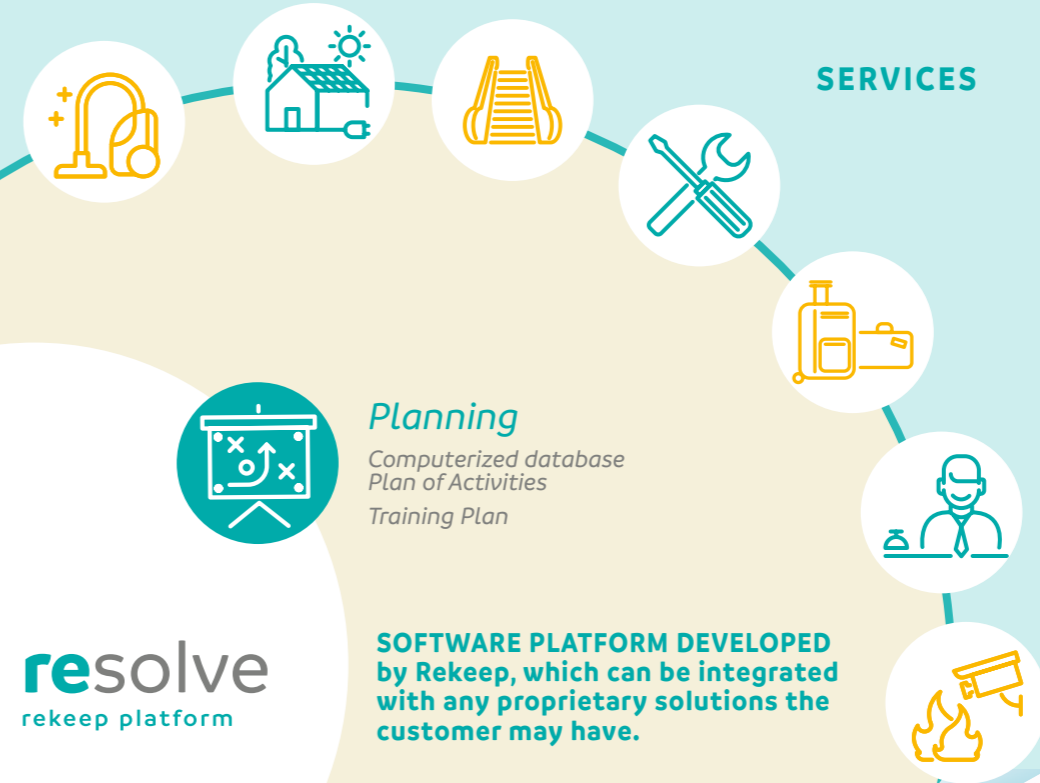 SERVICES
Planning
Computerized database
Plan of Activities
Training Plan
resolve
rekeep platform
SOFTWARE PLATFORM DEVELOPED
by Rekeep, which can be integrated
with any proprietary solutions the
customer may have.